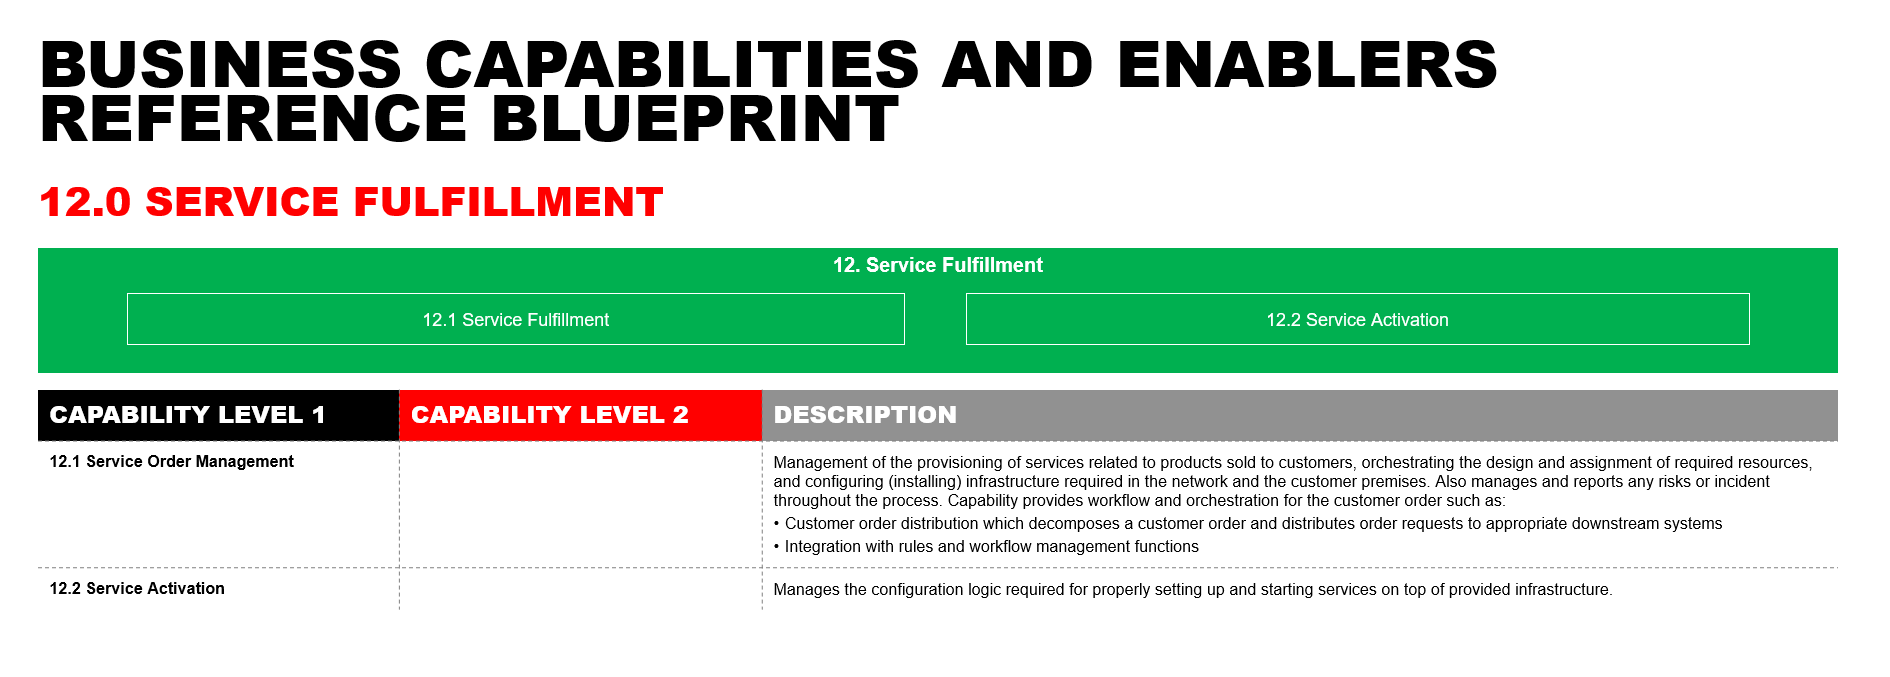 BUSINESS CAPABILITIES AND ENABLERS
REFERENCE BLUEPRINT
12.0 SERVICE FULFILLMENT
12. Service Fulfillment
12.1 Service Fulfillment
12.2 Service Activation
CAPABILITY LEVEL 1
CAPABILITY LEVEL 2
DESCRIPTION
12.1 Service Order Management
Management of the provisioning of services related to products sold to customers, orchestrating the design and assignment of required resources,
and configuring (installing) infrastructure required in the network and the customer premises. Also manages and reports any risks or incident
throughout the process. Capability provides workflow and orchestration for the customer order such as:
• Customer order distribution which decomposes a customer order and distributes order requests to appropriate downstream systems
• Integration with rules and workflow management functions
12.2 Service Activation
Manages the configuration logic required for properly setting up and starting services on top of provided infrastructure.